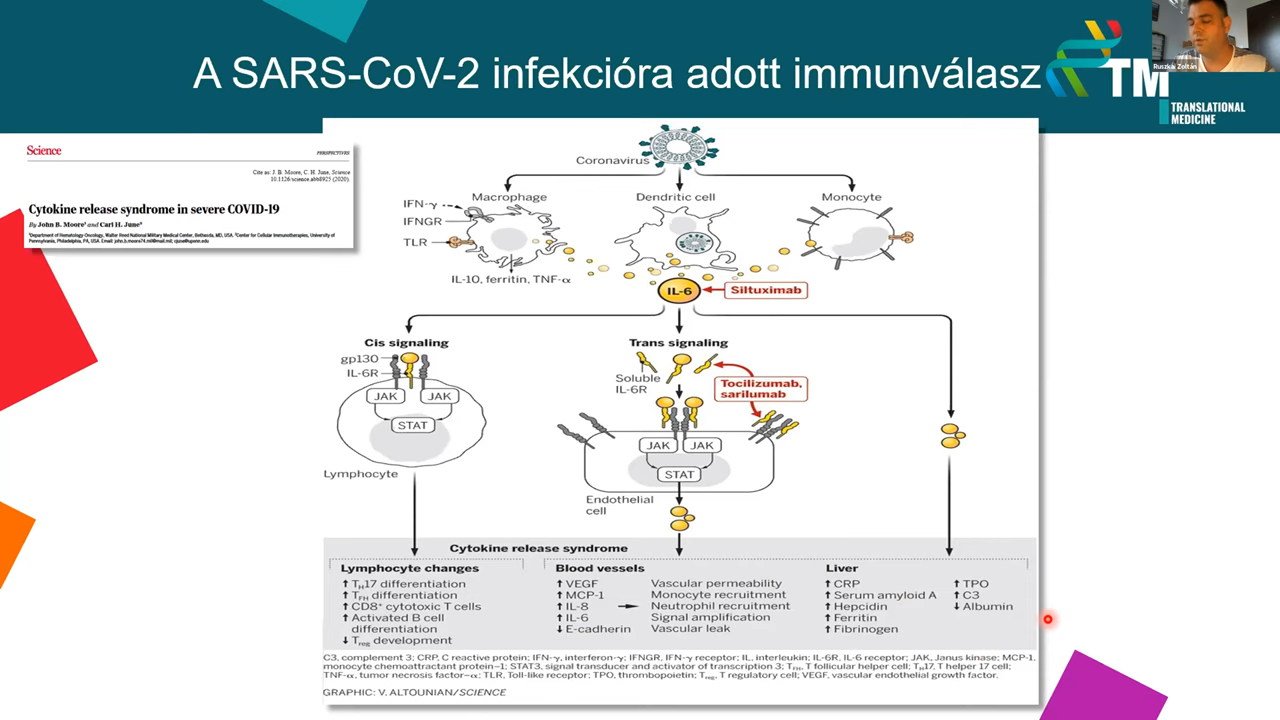 A SARS-CoV-2 infekcióra adott immunválasz
TM
TRANSLATIONAL
MEDICINE
Ruszkai Zoltán
Science
PERSPECTIVES
Cite as: J. B. Moore, C. H. June, Science
10.1126/science.abb8925 (2020).
Cytokine release syndrome in severe COVID-19
By John B. Moore¹ and Carl H. June²
¹Department of Hematology-Oncology, Walter Reed National Military Medical Center, Bethesda, MD, USA. ²Center for Cellular Immunotherapies, University of
Pennsylvania, Philadelphia, PA, USA. Email: john.b.moore74.mil@mail.mil; cjune@upenn.edu
Coronavirus
Macrophage
Dendritic cell
Monocyte
IFN-γ
IFNGR
TLR
IL-10, ferritin, TNF-α
IL-6
Siltuximab
Cis signaling
gp130
IL-6R
JAK JAK
STAT
Lymphocyte
Trans signaling
Soluble
IL-6R
Tocilizumab,
sarilumab
JAK JAK
STAT
Endothelial
cell
Cytokine release syndrome
Lymphocyte changes
↑ TH17 differentiation
↑ TFH differentiation
↑ CD8⁺ cytotoxic T cells
↑ Activated B cell
differentiation
↓ Treg development
Blood vessels
↑ VEGF Vascular permeability
↑ MCP-1 Monocyte recruitment
↑ IL-8 → Neutrophil recruitment
↑ IL-6 Signal amplification
↓ E-cadherin Vascular leak
Liver
↑ CRP ↑ TPO
↑ Serum amyloid A ↑ C3
↑ Hepcidin ↓ Albumin
↑ Ferritin
↑ Fibrinogen
C3, complement 3; CRP, C reactive protein; IFN-γ, interferon-γ; IFNGR, IFN-γ receptor; IL, interleukin; IL-6R, IL-6 receptor; JAK, Janus kinase; MCP-1,
monocyte chemoattractant protein-1; STAT3, signal transducer and activator of transcription 3; TFH, T follicular helper cell; TH17, T helper 17 cell;
TNF-α, tumor necrosis factor-α; TLR, Toll-like receptor; TPO, thrombopoietin; Treg, T regulatory cell; VEGF, vascular endothelial growth factor.
GRAPHIC: V. ALTOUNIAN/SCIENCE